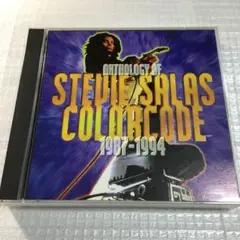 ANTHOLOGY OF
STEVIE SALAS
COLORCODE
1987-1994